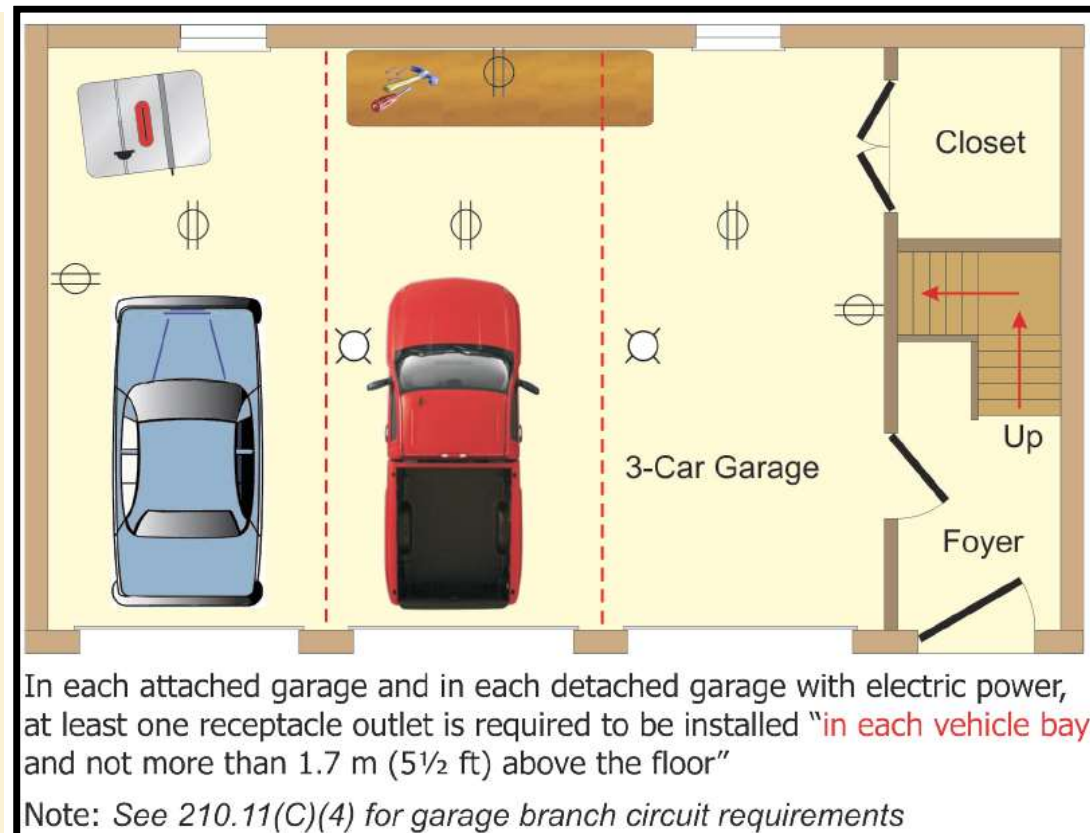 Closet
Up
3-Car Garage
Foyer
In each attached garage and in each detached garage with electric power,
at least one receptacle outlet is required to be installed “in each vehicle bay
and not more than 1.7 m (5½ ft) above the floor”
Note: See 210.11(C)(4) for garage branch circuit requirements